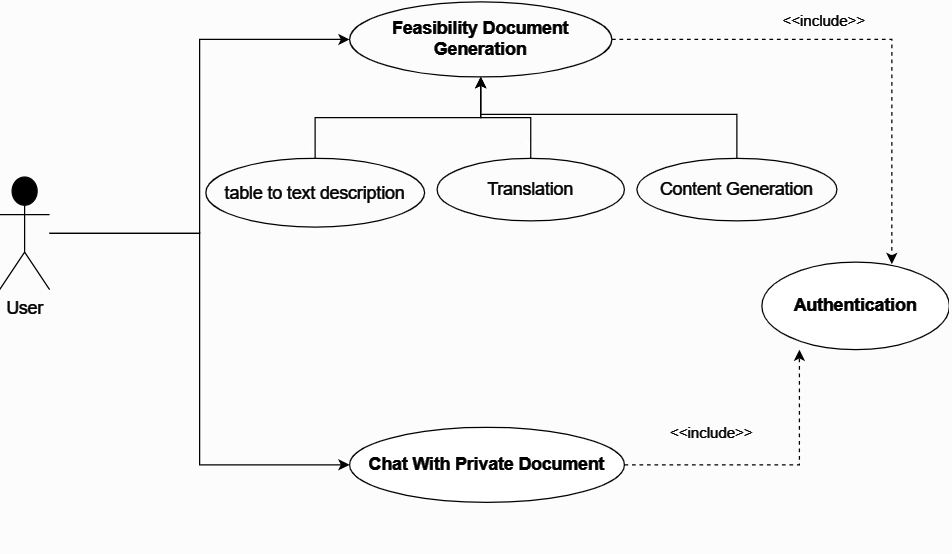 Feasibility Document
Generation
<<include>>
table to text description
Translation
Content Generation
User
Authentication
<<include>>
Chat With Private Document